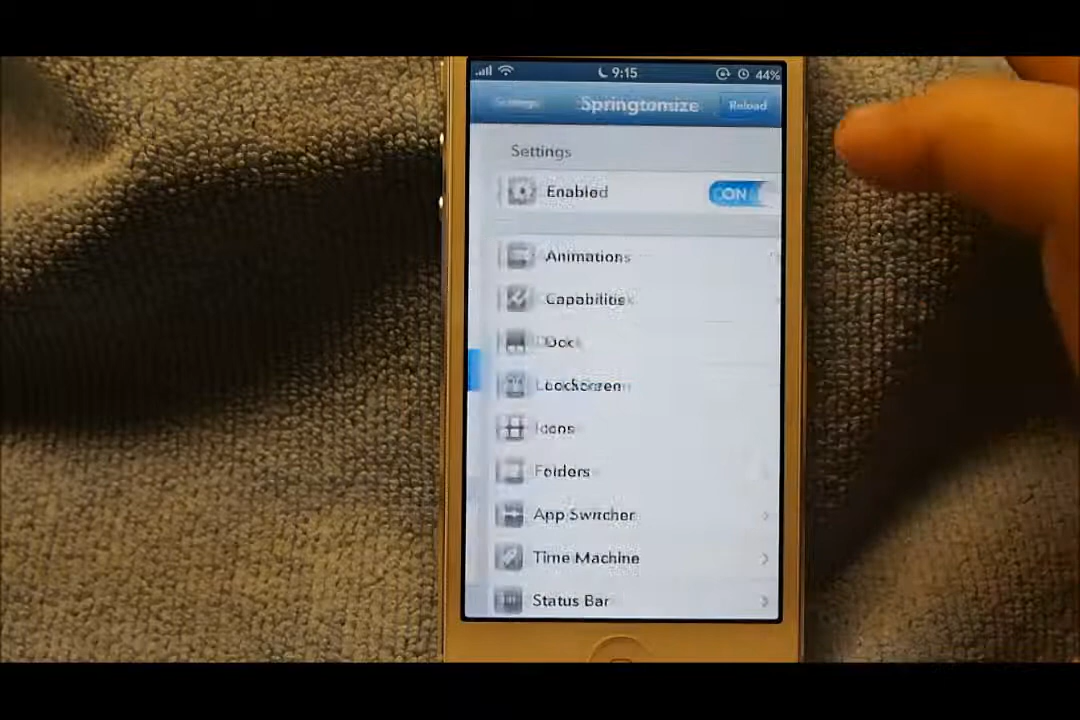 9:15 44%
Settings Springtomize Reload
Settings
Enabled ON
Animations
Capabilities
Dock
LockScreen
Icons
Folders
App Switcher
Time Machine
Status Bar